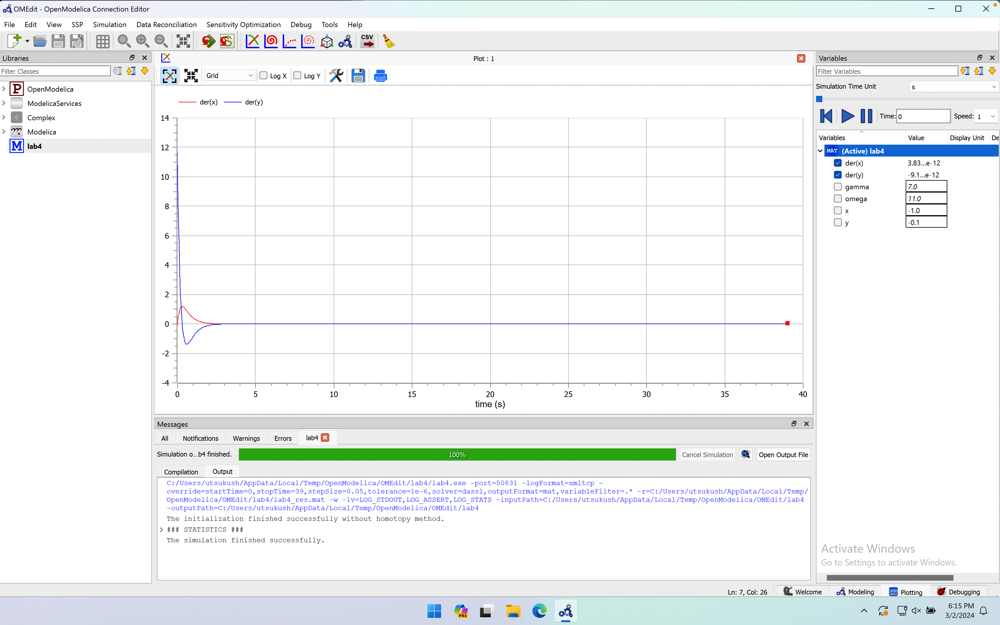 OMEdit - OpenModelica Connection Editor
File Edit View SSP Simulation Data Reconciliation Sensitivity Optimization Debug Tools Help
CSV
Libraries
Filter Classes
P OpenModelica
ModelicaServices
C Complex
Modelica
M lab4
Plot : 1
Grid Log X Log Y
der(x) der(y)
14
12
10
8
6
4
2
0
-2
-4
0 5 10 15 20 25 30 35 40
time (s)
Messages
All Notifications Warnings Errors lab4
Simulation o...b4 finished. 100% Cancel Simulation Open Output File
Compilation Output
C:/Users/utsukush/AppData/Local/Temp/OpenModelica/OMEdit/lab4/lab4.exe -port=50831 -logFormat=xmltcp -
override=startTime=0,stopTime=39,stepSize=0.05,tolerance=1e-6,solver=dassl,outputFormat=mat,variableFilter=.* -r=C:/Users/utsukush/AppData/Local/Temp/
OpenModelica/OMEdit/lab4/lab4_res.mat -w -lv=LOG_STDOUT,LOG_ASSERT,LOG_STATS -inputPath=C:/Users/utsukush/AppData/Local/Temp/OpenModelica/OMEdit/lab4
-outputPath=C:/Users/utsukush/AppData/Local/Temp/OpenModelica/OMEdit/lab4
The initialization finished successfully without homotopy method.
### STATISTICS ###
The simulation finished successfully.
Variables
Filter Variables
Simulation Time Unit s
Time: 0 Speed: 1
Variables Value Display Unit De
MAT (Active) lab4
der(x) 3.83...e-12
der(y) -9.1...e-12
gamma 7.0
omega 11.0
x -1.0
y -0.1
Activate Windows
Go to Settings to activate Windows.
Ln: 7, Col: 26 Welcome Modeling Plotting Debugging
PRE
6:15 PM
3/2/2024